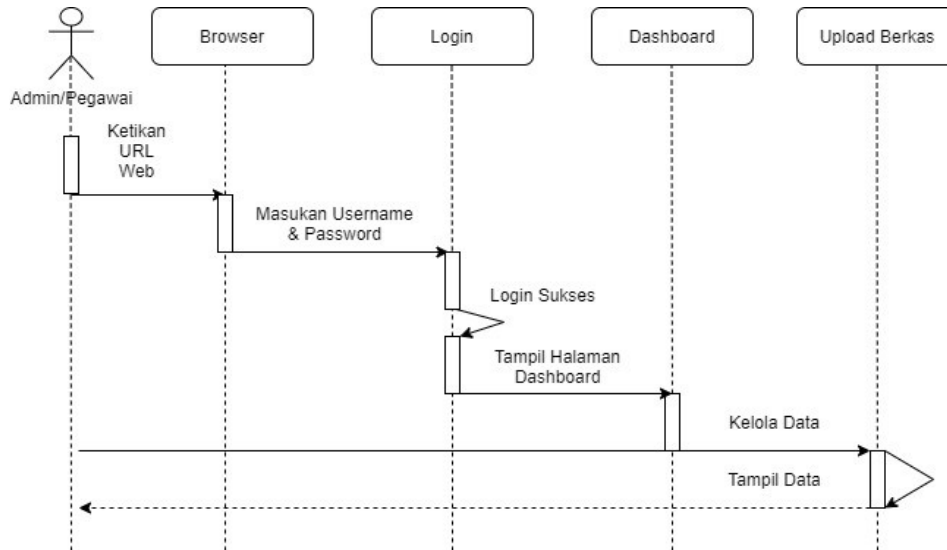 Browser
Login
Dashboard
Upload Berkas
Admin/Pegawai
Ketikan
URL
Web
Masukan Username
& Password
Login Sukses
Tampil Halaman
Dashboard
Kelola Data
Tampil Data